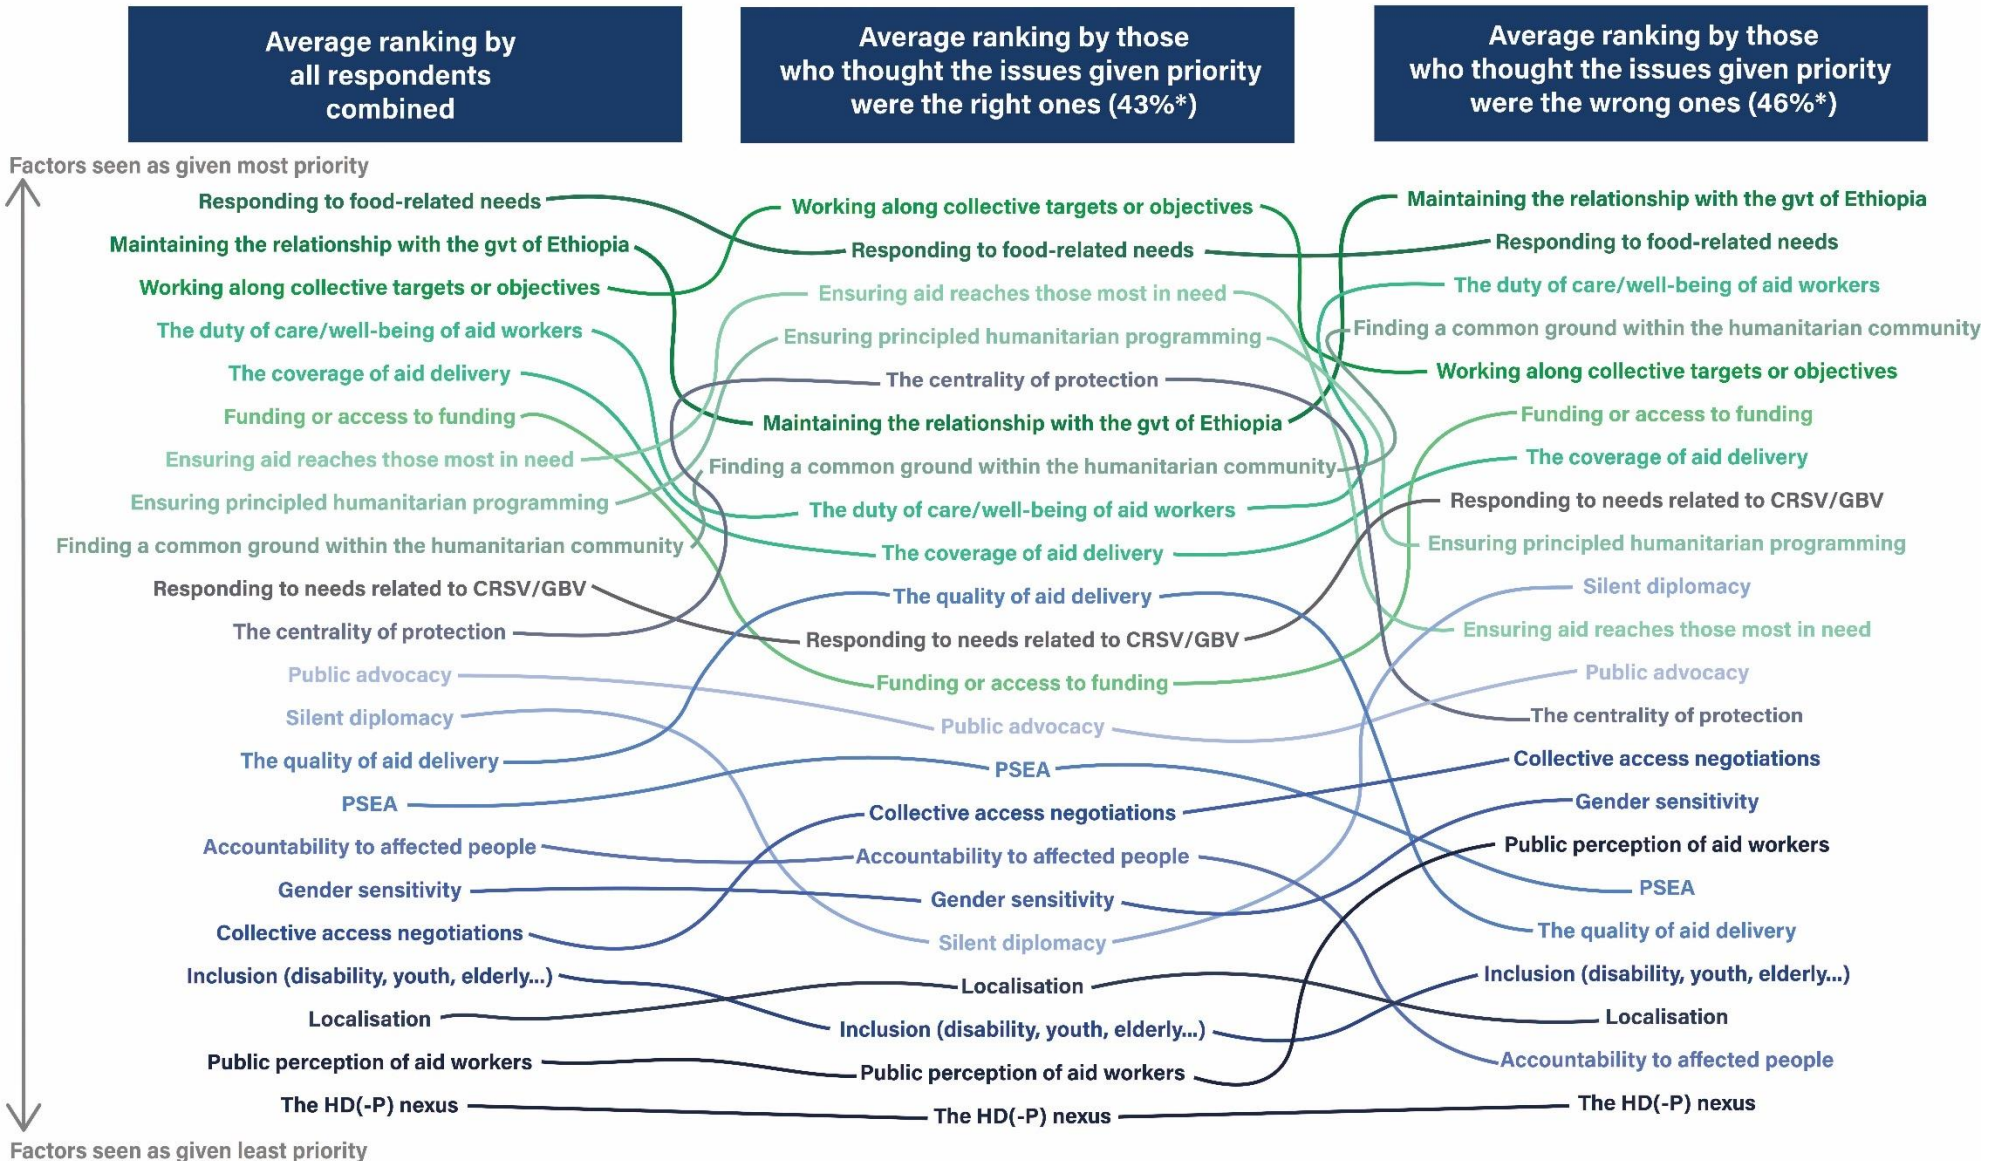 Average ranking by
all respondents
combined
Average ranking by those
who thought the issues given priority
were the right ones (43%*)
Average ranking by those
who thought the issues given priority
were the wrong ones (46%*)
Factors seen as given most priority
Responding to food-related needs
Maintaining the relationship with the gvt of Ethiopia
Working along collective targets or objectives
The duty of care/well-being of aid workers
The coverage of aid delivery
Funding or access to funding
Ensuring aid reaches those most in need
Ensuring principled humanitarian programming
Finding a common ground within the humanitarian community
Responding to needs related to CRSV/GBV
The centrality of protection
Public advocacy
Silent diplomacy
The quality of aid delivery
PSEA
Accountability to affected people
Gender sensitivity
Collective access negotiations
Inclusion (disability, youth, elderly...)
Localisation
Public perception of aid workers
The HD(-P) nexus
Working along collective targets or objectives
Responding to food-related needs
Ensuring aid reaches those most in need
Ensuring principled humanitarian programming
The centrality of protection
Maintaining the relationship with the gvt of Ethiopia
Finding a common ground within the humanitarian community
The duty of care/well-being of aid workers
The coverage of aid delivery
The quality of aid delivery
Responding to needs related to CRSV/GBV
Funding or access to funding
Public advocacy
PSEA
Collective access negotiations
Accountability to affected people
Gender sensitivity
Silent diplomacy
Localisation
Inclusion (disability, youth, elderly...)
Public perception of aid workers
The HD(-P) nexus
Maintaining the relationship with the gvt of Ethiopia
Responding to food-related needs
The duty of care/well-being of aid workers
Finding a common ground within the humanitarian community
Working along collective targets or objectives
Funding or access to funding
The coverage of aid delivery
Responding to needs related to CRSV/GBV
Ensuring principled humanitarian programming
Silent diplomacy
Ensuring aid reaches those most in need
Public advocacy
The centrality of protection
Collective access negotiations
Gender sensitivity
Public perception of aid workers
PSEA
The quality of aid delivery
Inclusion (disability, youth, elderly...)
Localisation
Accountability to affected people
The HD(-P) nexus
Factors seen as given least priority